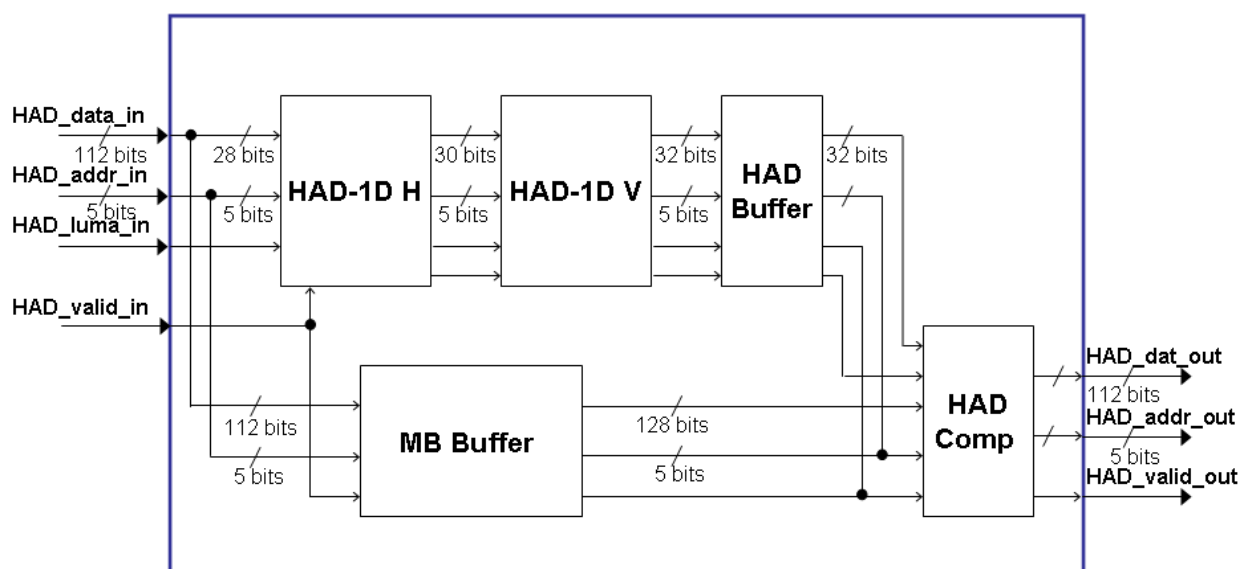 HAD_data_in
112 bits
HAD_addr_in
5 bits
HAD_luma_in
HAD_valid_in
28 bits
5 bits
HAD-1D H
30 bits
5 bits
HAD-1D V
32 bits
5 bits
HAD
Buffer
32 bits
112 bits
5 bits
MB Buffer
128 bits
5 bits
HAD
Comp
HAD_dat_out
112 bits
HAD_addr_out
5 bits
HAD_valid_out